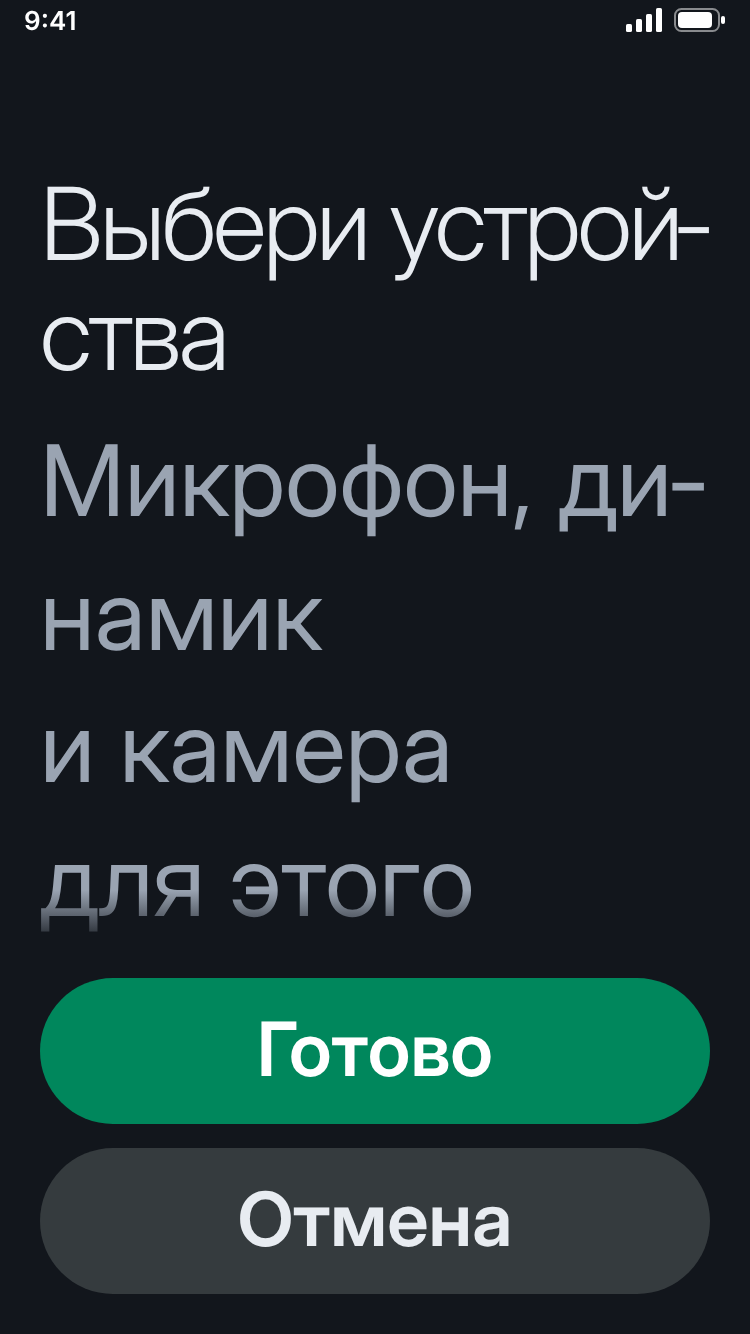 9:41
Выбери устрой-
ства
Микрофон, ди-
намик
и камера
для этого
Готово
Отмена